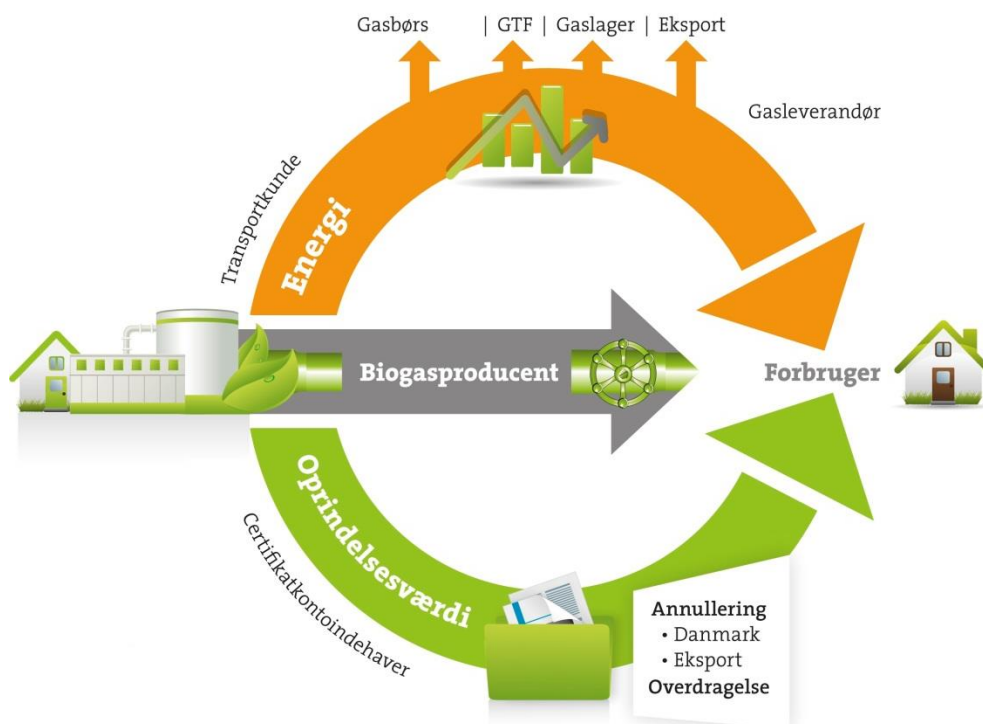 Gasbørs | GTF | Gaslager | Eksport
Gasleverandør
Transportkunde
Energi
Biogasproducent
Forbruger
Oprindelsesværdi
Certifikatkontoindehaver
Annullering
• Danmark
• Eksport
Overdragelse